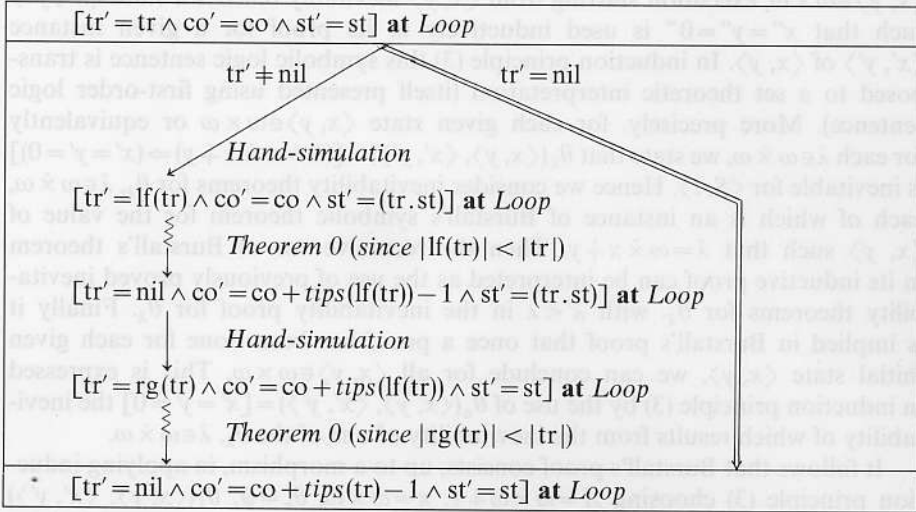 [tr′ = tr ∧ co′ = co ∧ st′ = st] at Loop
tr′ ≠ nil
tr′ = nil
Hand-simulation
[tr′ = lf(tr) ∧ co′ = co ∧ st′ = (tr.st)] at Loop
Theorem 0 (since |lf(tr)| < |tr|)
[tr′ = nil ∧ co′ = co + tips(lf(tr)) − 1 ∧ st′ = (tr.st)] at Loop
Hand-simulation
[tr′ = rg(tr) ∧ co′ = co + tips(lf(tr)) ∧ st′ = st] at Loop
Theorem 0 (since |rg(tr)| < |tr|)
[tr′ = nil ∧ co′ = co + tips(tr) − 1 ∧ st′ = st] at Loop